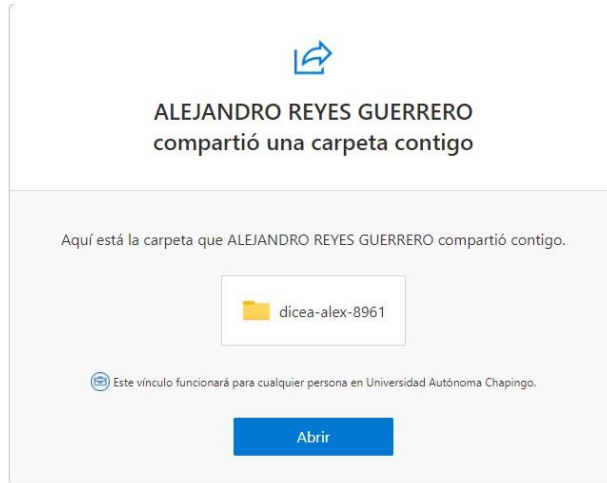 ALEJANDRO REYES GUERRERO
compartió una carpeta contigo
Aquí está la carpeta que ALEJANDRO REYES GUERRERO compartió contigo.
dicea-alex-8961
Este vínculo funcionará para cualquier persona en Universidad Autónoma Chapingo.
Abrir